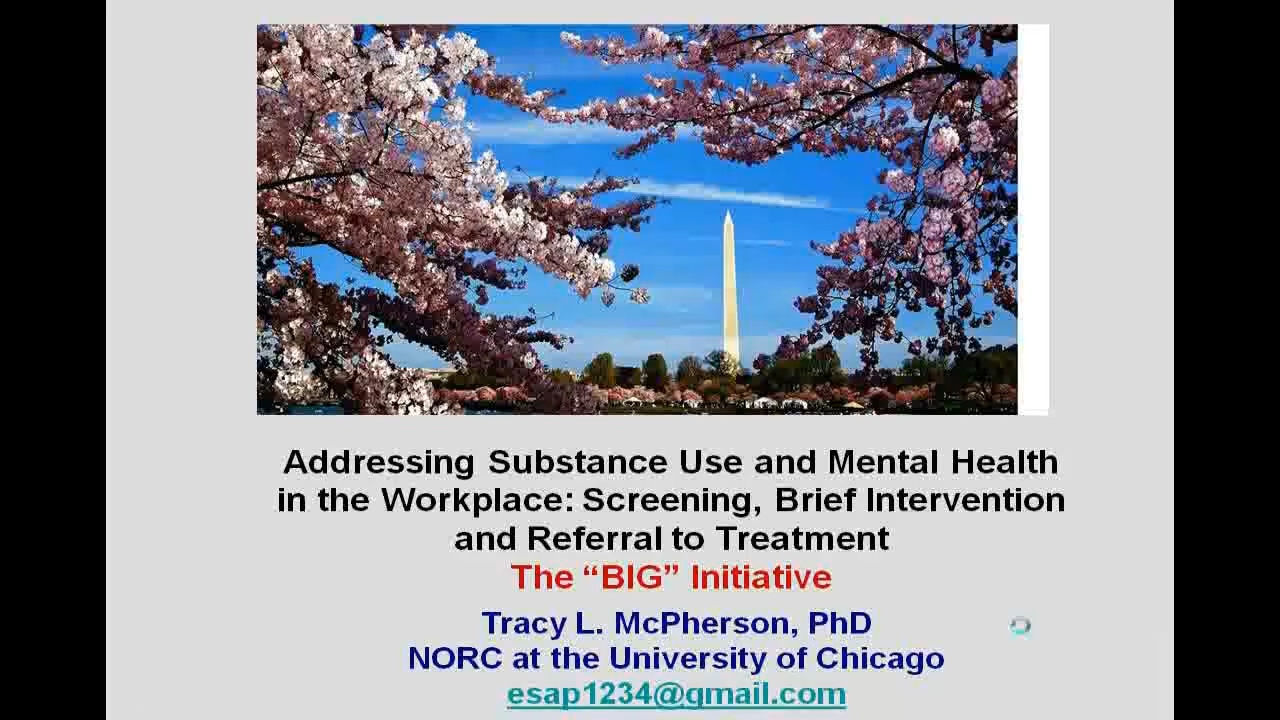 Addressing Substance Use and Mental Health
in the Workplace: Screening, Brief Intervention
and Referral to Treatment
The “BIG” Initiative
Tracy L. McPherson, PhD
NORC at the University of Chicago
esap1234@gmail.com